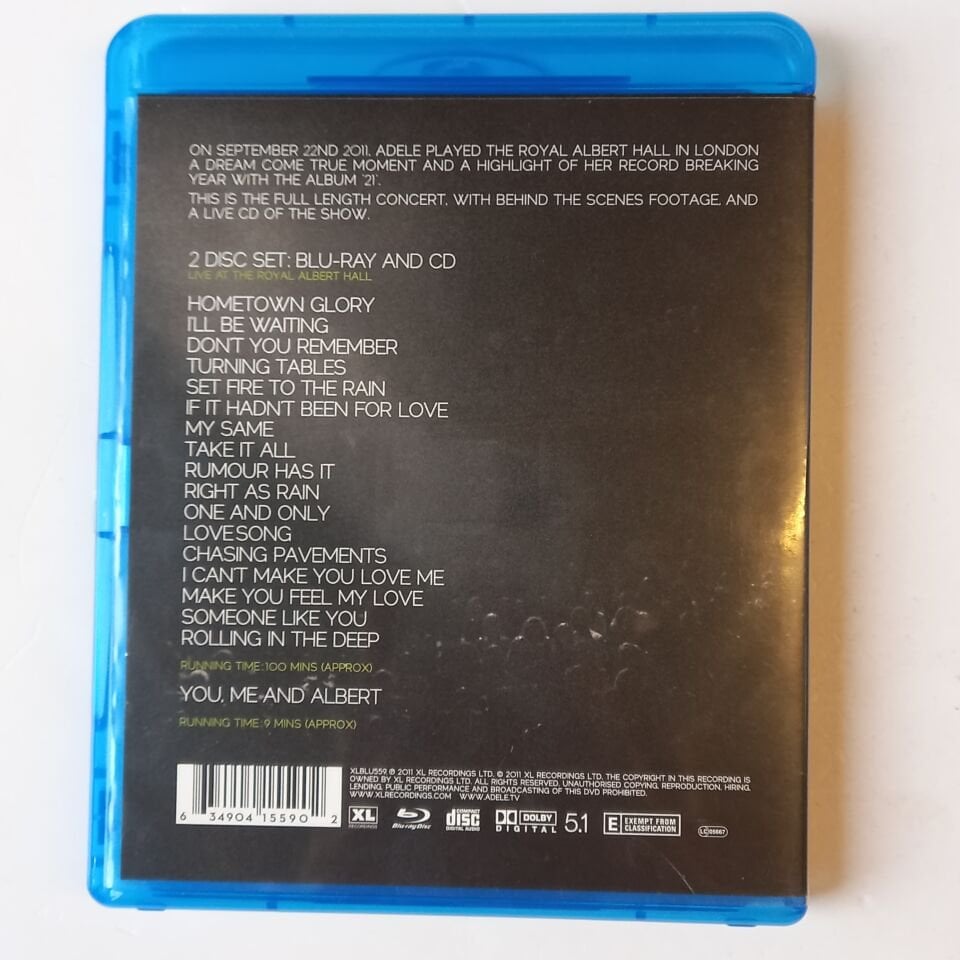 ON SEPTEMBER 22ND 2011, ADELE PLAYED THE ROYAL ALBERT HALL IN LONDON
A DREAM COME TRUE MOMENT AND A HIGHLIGHT OF HER RECORD BREAKING
YEAR WITH THE ALBUM '21'.
THIS IS THE FULL LENGTH CONCERT, WITH BEHIND THE SCENES FOOTAGE, AND
A LIVE CD OF THE SHOW.
2 DISC SET: BLU-RAY AND CD
LIVE AT THE ROYAL ALBERT HALL
HOMETOWN GLORY
I'LL BE WAITING
DON'T YOU REMEMBER
TURNING TABLES
SET FIRE TO THE RAIN
IF IT HADN'T BEEN FOR LOVE
MY SAME
TAKE IT ALL
RUMOUR HAS IT
RIGHT AS RAIN
ONE AND ONLY
LOVESONG
CHASING PAVEMENTS
I CAN'T MAKE YOU LOVE ME
MAKE YOU FEEL MY LOVE
SOMEONE LIKE YOU
ROLLING IN THE DEEP
RUNNING TIME: 100 MINS (APPROX)
YOU, ME AND ALBERT
RUNNING TIME: 9 MINS (APPROX)
XLBLU559. ℗ 2011 XL RECORDINGS LTD. © 2011 XL RECORDINGS LTD. THE COPYRIGHT IN THIS RECORDING IS
OWNED BY XL RECORDINGS LTD. ALL RIGHTS RESERVED. UNAUTHORISED COPYING, REPRODUCTION, HIRING,
LENDING, PUBLIC PERFORMANCE AND BROADCASTING OF THIS DVD PROHIBITED.
WWW.XLRECORDINGS.COM WWW.ADELE.TV
6 34904 15590 2
XL RECORDINGS
Blu-ray Disc
COMPACT disc DIGITAL AUDIO
DOLBY DIGITAL 5.1
E EXEMPT FROM CLASSIFICATION
LC 05667